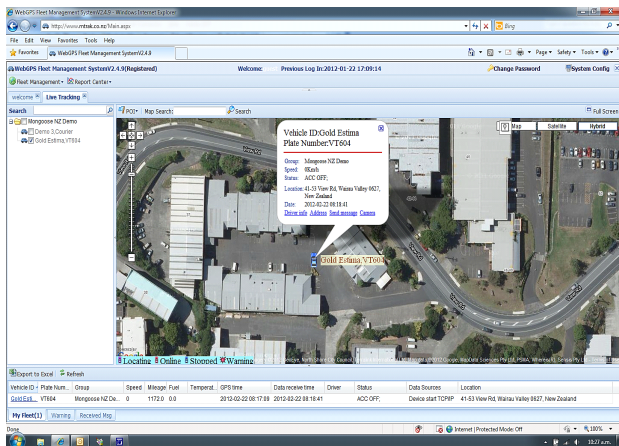 WebGPS Fleet Management SystemV2.4.9 - Windows Internet Explorer
http://www.mtrak.co.nz/Main.aspx
Bing
File Edit View Favorites Tools Help
Favorites WebGPS Fleet Management SystemV2.4.9
Page Safety Tools
WebGPS Fleet Management SystemV2.4.9(Registered) Welcome: Previous Log In:2012-01-22 17:09:14 Change Password System Config
Fleet Management Report Center
welcome Live Tracking
Search POI Map Search: Search Full Screen
Mongoose NZ Demo
Demo 3,Courier
Gold Estima,VT604
Map Satellite Hybrid
Vehicle ID:Gold Estima
Plate Number:VT604
Group: Mongoose NZ Demo
Speed: 0Km/h
Status: ACC OFF,
Location: 41-53 View Rd, Wairau Valley 0627,
New Zealand
Date: 2012-02-22 08:18:41
Driver info Address Send message Camera
View Rd
Gold Estima,VT604
View Rd
View Rd
Locating Online Stopped Warning
Export to Excel Refresh
Vehicle ID Plate Num.. Group Speed Mileage Fuel Temperat.. GPS time Data receive time Driver Status Data Sources Location
Gold Esti... VT604 Mongoose NZ De... 0 1172.0 0.0 2012-02-22 08:17:09 2012-02-22 08:18:41 ACC OFF, Device start TCP/IP 41-53 View Rd, Wairau Valley 0627, New Zealand
My Fleet(1) Warning Received Msg
Done Internet | Protected Mode: Off 100%
10:27 a.m.